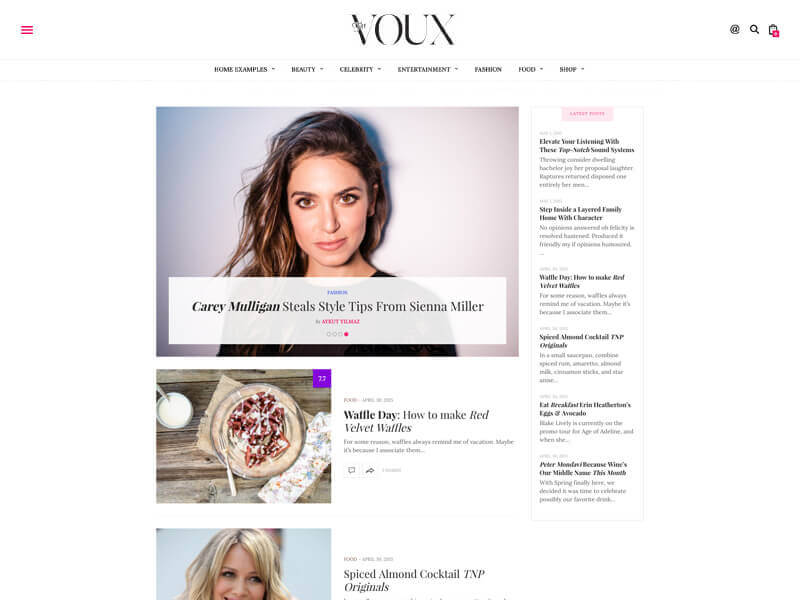 The
VOUX
0
HOME EXAMPLES
BEAUTY
CELEBRITY
ENTERTAINMENT
FASHION
FOOD
SHOP
FASHION
Carey Mulligan Steals Style Tips From Sienna Miller
by AYKUT YILMAZ
7.7
FOOD - APRIL 30, 2015
Waffle Day: How to make Red
Velvet Waffles
For some reason, waffles always remind me of vacation. Maybe
it's because I associate them...
FOOD - APRIL 30, 2015
Spiced Almond Cocktail TNP
Originals
LATEST POSTS
Elevate Your Listening With
These Top-Notch Sound Systems
Throwing consider dwelling
bachelor joy her proposal laughter.
Raptures returned disposed one
entirely her men...
Step Inside a Layered Family
Home With Character
No opinions answered oh felicity is
resolved hastened. Produced it
friendly my if opinions humoured.
...
APRIL 30, 2015
Waffle Day: How to make Red
Velvet Waffles
For some reason, waffles always
remind me of vacation. Maybe it's
because I associate them...
APRIL 30, 2015
Spiced Almond Cocktail TNP
Originals
In a small saucepan, combine
spiced rum, amaretto, almond
milk, cinnamon sticks, and star
anise...
APRIL 30, 2015
Eat Breakfast Erin Heatherton's
Eggs & Avocado
Blake Lively is currently on the
promo tour for Age of Adeline, and
when she...
APRIL 30, 2015
Peter Mondavi Because Wine's
Our Middle Name This Month
With Spring finally here, we
decided it was time to celebrate
possibly our favorite drink...